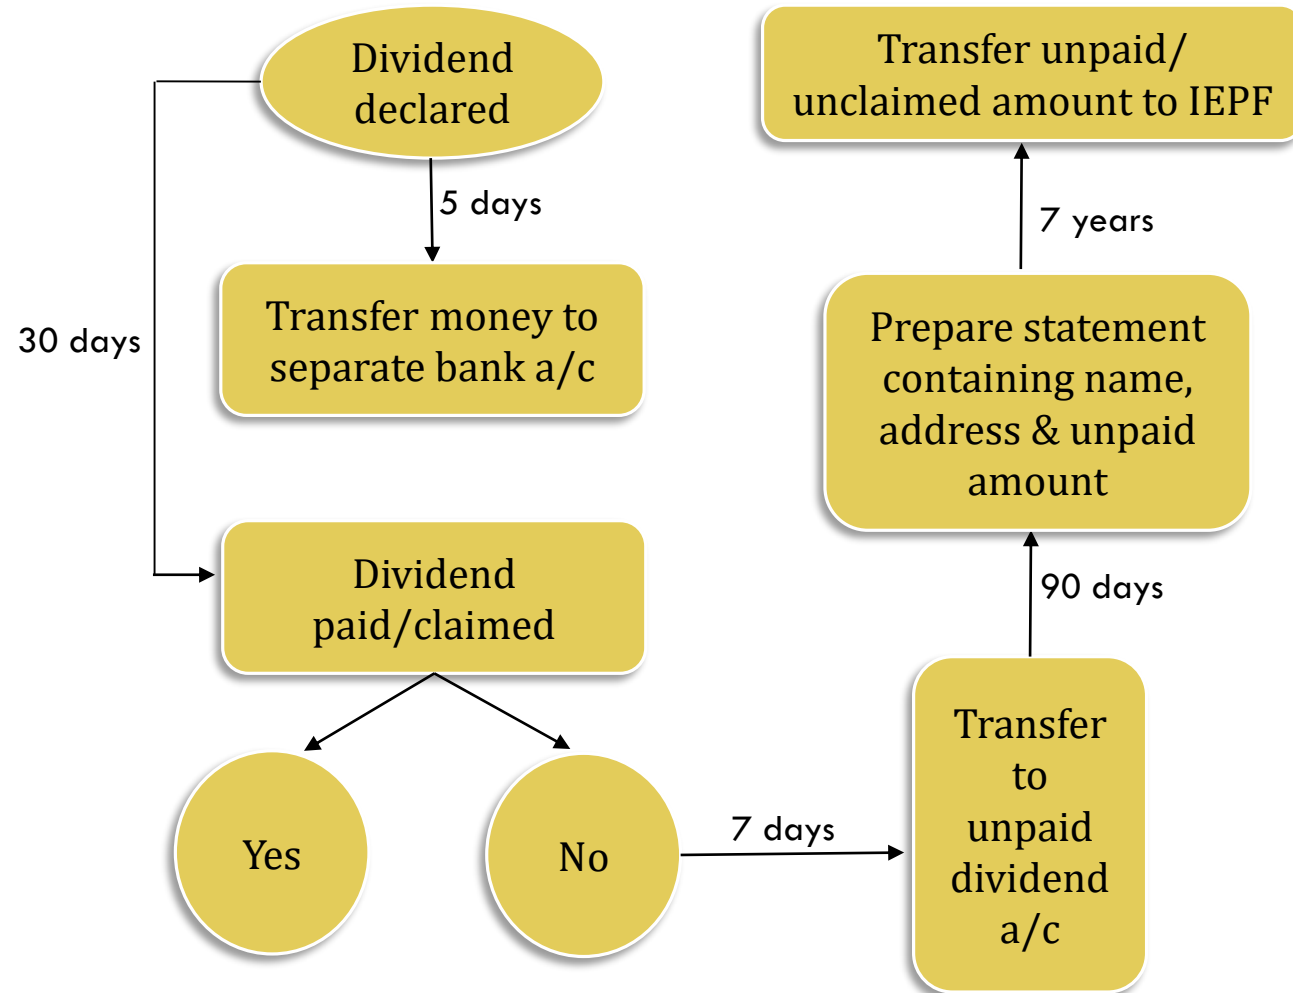 Dividend
declared
5 days
Transfer money to
separate bank a/c
30 days
Dividend
paid/claimed
Yes
No
7 days
Transfer
to
unpaid
dividend
a/c
90 days
Prepare statement
containing name,
address & unpaid
amount
7 years
Transfer unpaid/
unclaimed amount to IEPF